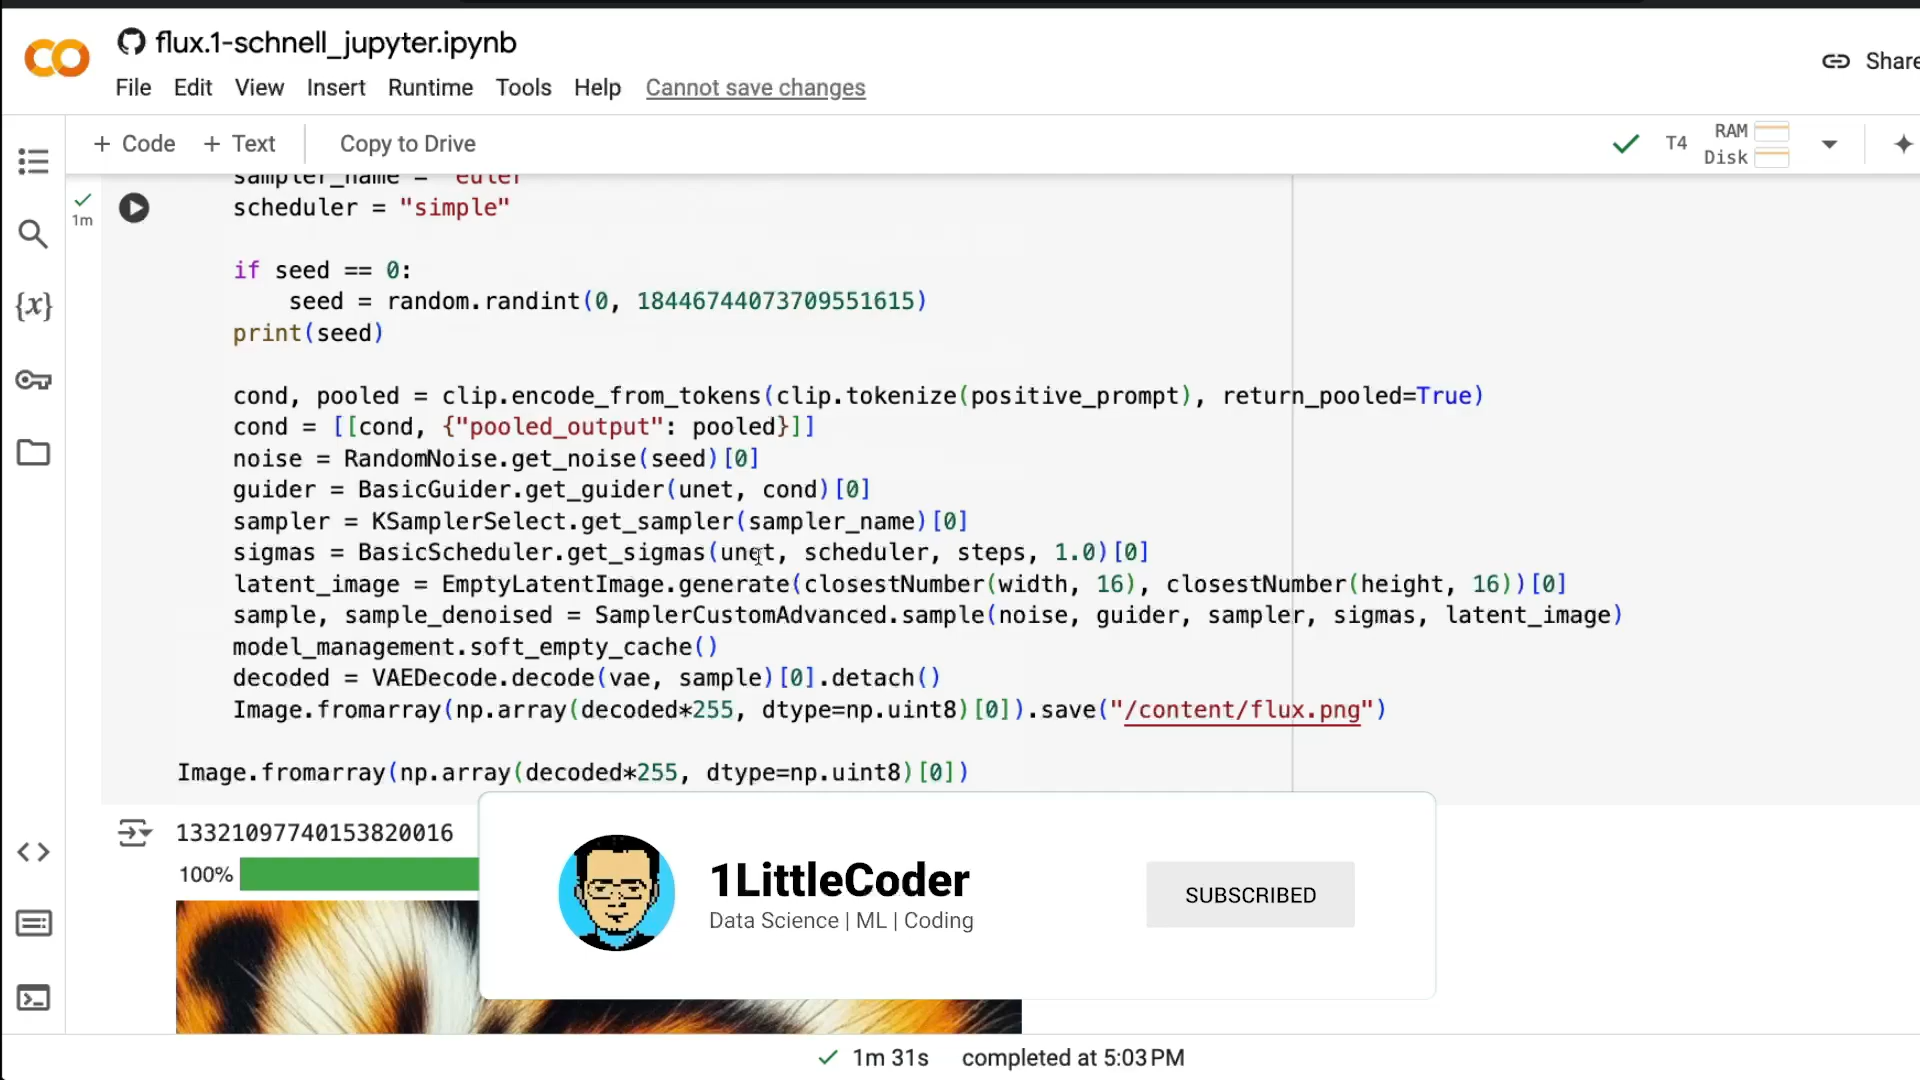 flux.1-schnell_jupyter.ipynb
File Edit View Insert Runtime Tools Help Cannot save changes
Share
+ Code + Text Copy to Drive
T4 RAM
Disk
sampler_name = "euler"
1m
scheduler = "simple"
if seed == 0:
seed = random.randint(0, 18446744073709551615)
print(seed)
cond, pooled = clip.encode_from_tokens(clip.tokenize(positive_prompt), return_pooled=True)
cond = [[cond, {"pooled_output": pooled}]]
noise = RandomNoise.get_noise(seed)[0]
guider = BasicGuider.get_guider(unet, cond)[0]
sampler = KSamplerSelect.get_sampler(sampler_name)[0]
sigmas = BasicScheduler.get_sigmas(unet, scheduler, steps, 1.0)[0]
latent_image = EmptyLatentImage.generate(closestNumber(width, 16), closestNumber(height, 16))[0]
sample, sample_denoised = SamplerCustomAdvanced.sample(noise, guider, sampler, sigmas, latent_image)
model_management.soft_empty_cache()
decoded = VAEDecode.decode(vae, sample)[0].detach()
Image.fromarray(np.array(decoded*255, dtype=np.uint8)[0]).save("/content/flux.png")
Image.fromarray(np.array(decoded*255, dtype=np.uint8)[0])
13321097740153820016
100%
1LittleCoder
Data Science | ML | Coding
SUBSCRIBED
1m 31s completed at 5:03 PM